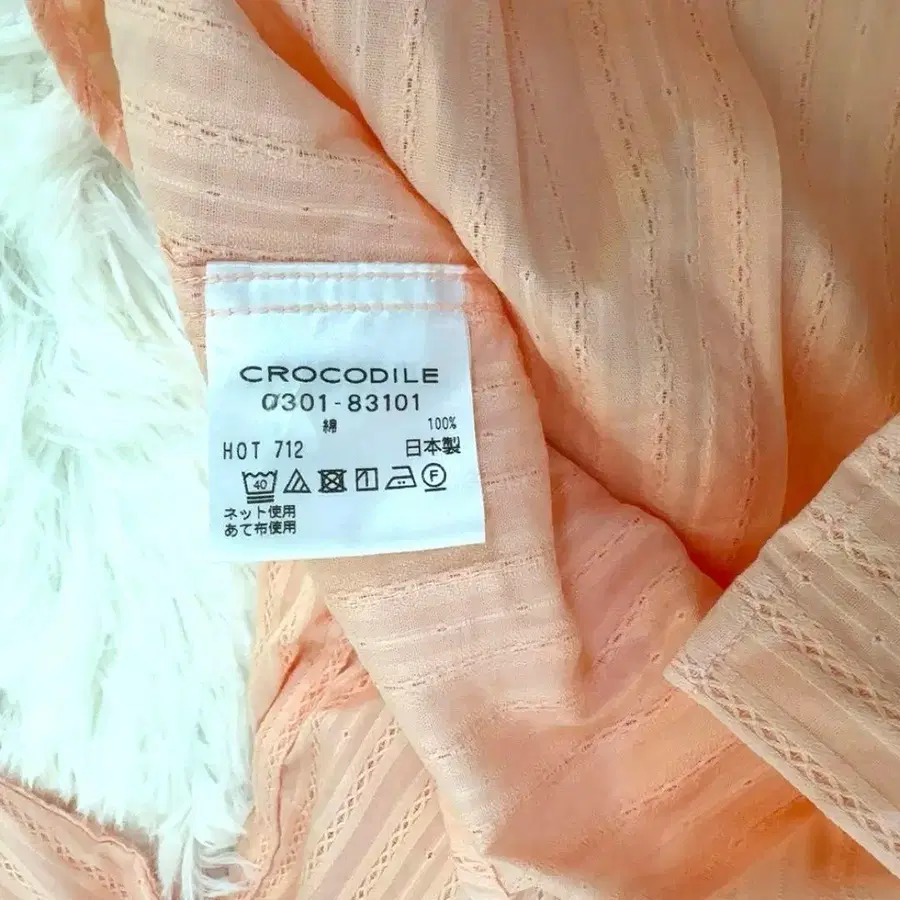 CROCODILE
0301-83101
綿 100%
HOT 712 日本製
40 F
ネット使用
あて布使用